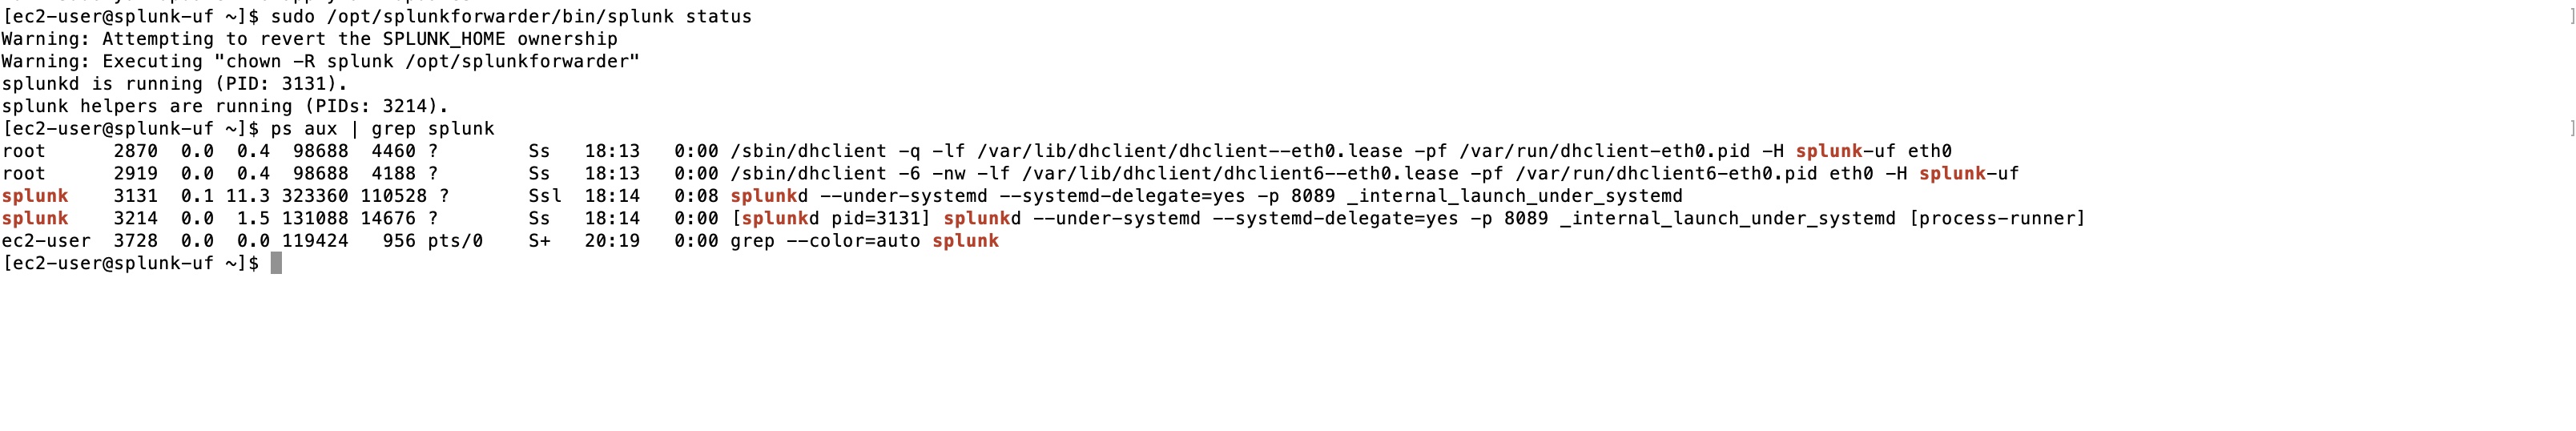 [ec2-user@splunk-uf ~]$ sudo /opt/splunkforwarder/bin/splunk status
Warning: Attempting to revert the SPLUNK_HOME ownership
Warning: Executing "chown -R splunk /opt/splunkforwarder"
splunkd is running (PID: 3131).
splunk helpers are running (PIDs: 3214).
[ec2-user@splunk-uf ~]$ ps aux | grep splunk
root      2870  0.0  0.4  98688  4460 ?        Ss   18:13   0:00 /sbin/dhclient -q -lf /var/lib/dhclient/dhclient--eth0.lease -pf /var/run/dhclient-eth0.pid -H splunk-uf eth0
root      2919  0.0  0.4  98688  4188 ?        Ss   18:13   0:00 /sbin/dhclient -6 -nw -lf /var/lib/dhclient/dhclient6--eth0.lease -pf /var/run/dhclient6-eth0.pid eth0 -H splunk-uf
splunk    3131  0.1 11.3 323360 110528 ?       Ssl  18:14   0:08 splunkd --under-systemd --systemd-delegate=yes -p 8089 _internal_launch_under_systemd
splunk    3214  0.0  1.5 131088 14676 ?        Ss   18:14   0:00 [splunkd pid=3131] splunkd --under-systemd --systemd-delegate=yes -p 8089 _internal_launch_under_systemd [process-runner]
ec2-user  3728  0.0  0.0 119424   956 pts/0    S+   20:19   0:00 grep --color=auto splunk
[ec2-user@splunk-uf ~]$